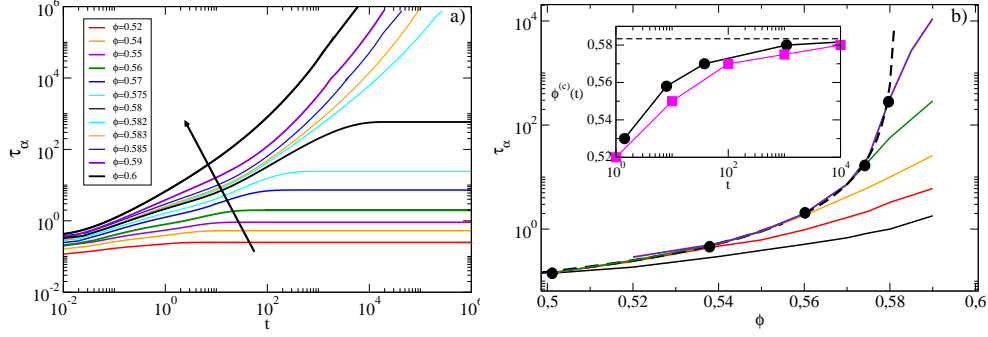 a)
10^6
10^4
10^2
10^0
10^-2
τα
φ=0.52
φ=0.54
φ=0.55
φ=0.56
φ=0.57
φ=0.575
φ=0.58
φ=0.582
φ=0.583
φ=0.585
φ=0.59
φ=0.6
10^-2 10^0 10^2 10^4 10^6
t
b)
10^4
10^2
10^0
τα
0,58
0,56
0,54
0,52
φ^(c)(t)
10^0 10^2 10^4
t
0,5 0,52 0,54 0,56 0,58 0,6
φ